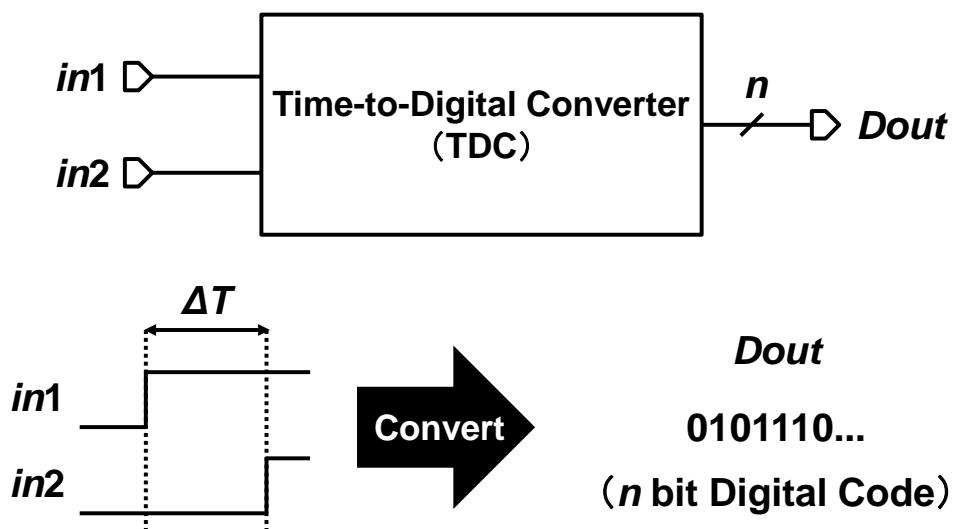 in1
in2
Time-to-Digital Converter
（TDC）
n
Dout
ΔT
in1
in2
Convert
Dout
0101110...
（n bit Digital Code）